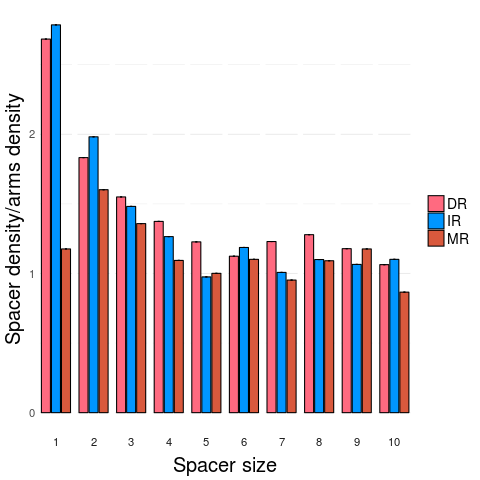 Spacer density/arms density
2
1
0
1 2 3 4 5 6 7 8 9 10
Spacer size
DR
IR
MR